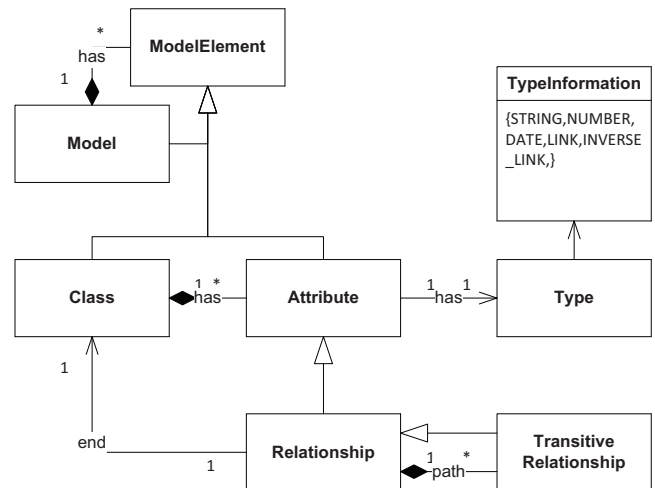 *
ModelElement
has
1
TypeInformation
Model
{STRING,NUMBER,
DATE,LINK,INVERSE
_LINK,}
Class
1 *
has
Attribute
1 1
has
Type
1
end
1
Relationship
1 *
path
Transitive
Relationship